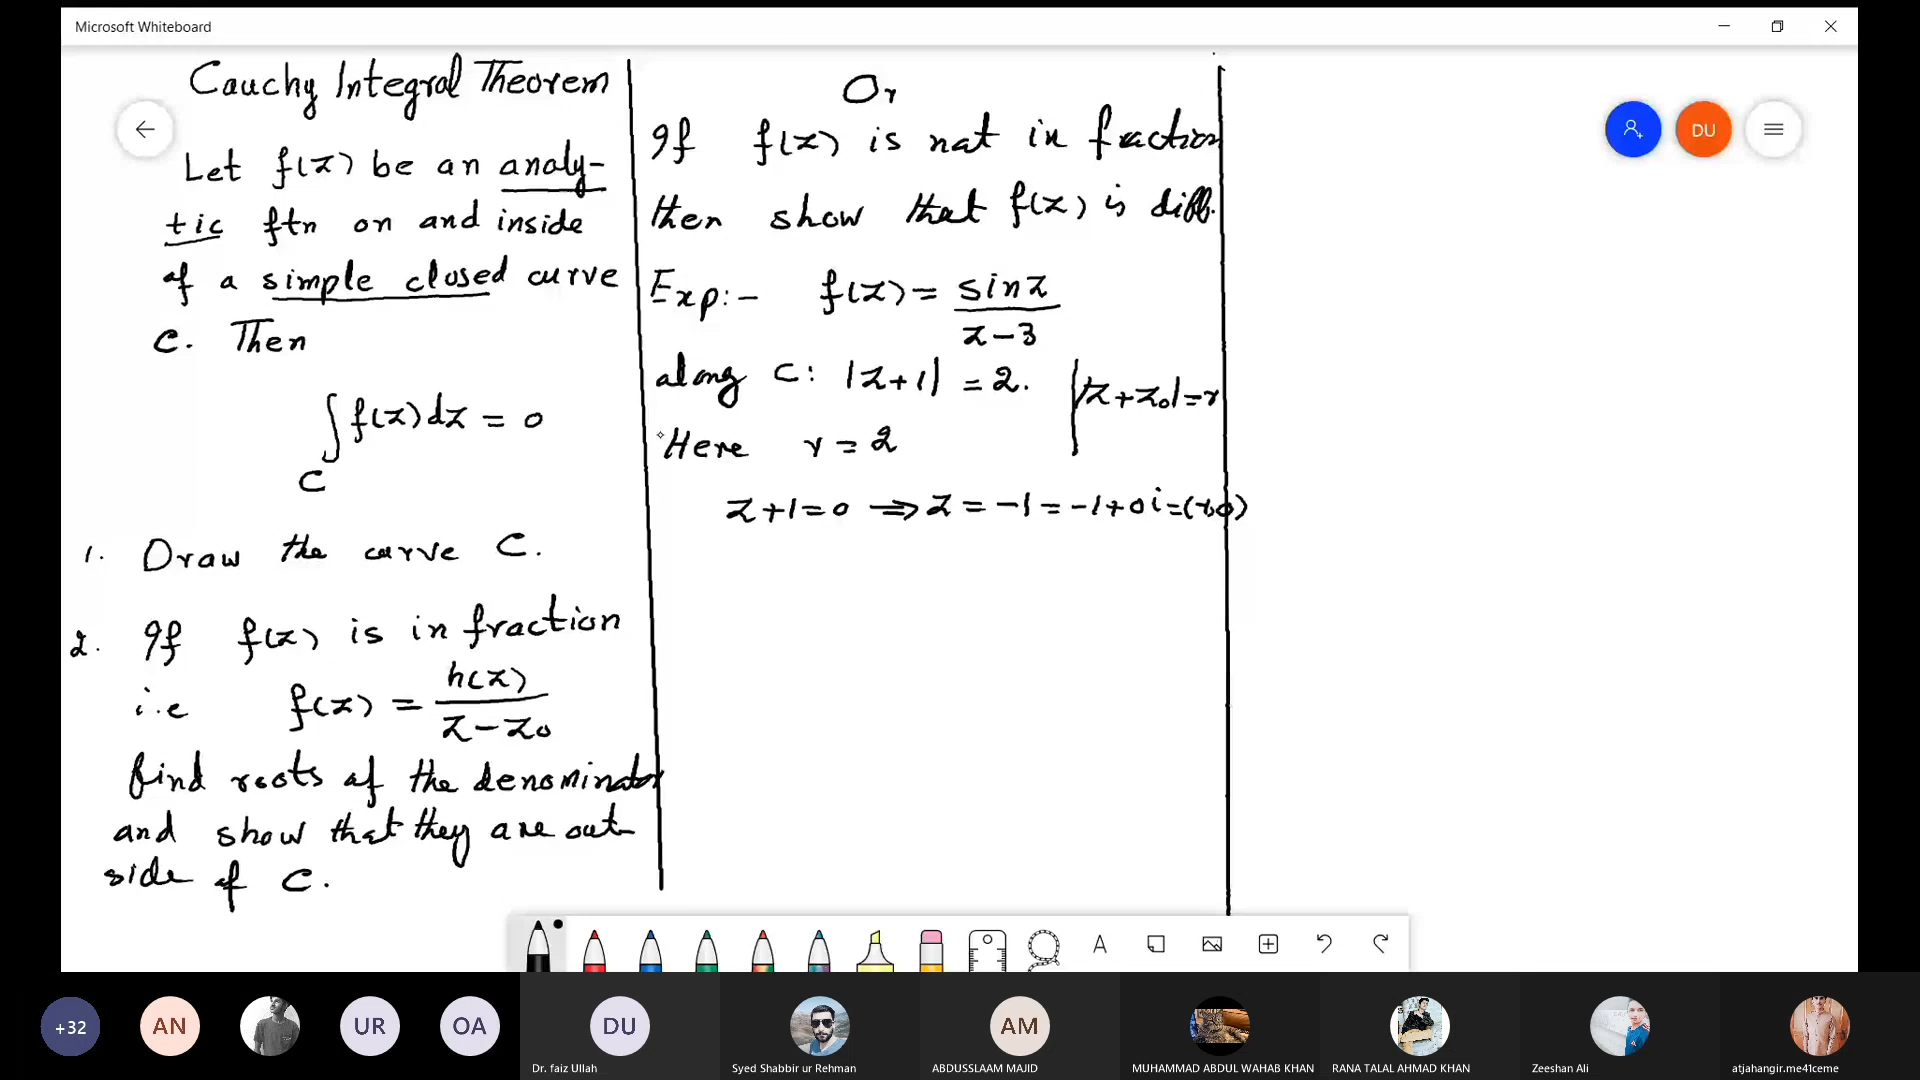 Microsoft Whiteboard
Cauchy Integral Theorem
Let f(z) be an analy-
tic ftn on and inside
of a simple closed curve
C. Then
∫ f(z) dz = 0
C
1. Draw the curve C.
2. If f(z) is in fraction
i.e f(z) = h(z) / z-z0
find roots of the denominator
and show that they are out-
side of C.
Or
If f(z) is not in fraction
then show that f(z) is diff.
Exp:- f(z) = sinz / z-3
along C: |z+1| = 2. |z+z0|=r
Here r = 2
z+1=0 => z = -1 = -1+0i=(-1,0)
DU
A
+32
AN
UR
OA
DU
AM
Dr. faiz Ullah
Syed Shabbir ur Rehman
ABDUSSLAAM MAJID
MUHAMMAD ABDUL WAHAB KHAN
RANA TALAL AHMAD KHAN
Zeeshan Ali
atjahangir.me41ceme